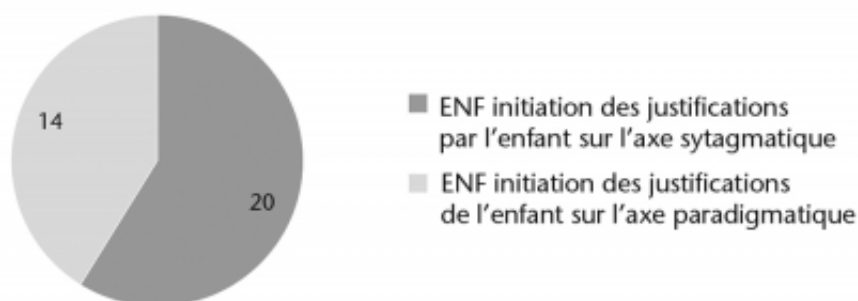 14
20
ENF initiation des justifications
par l'enfant sur l'axe sytagmatique
ENF initiation des justifications
de l'enfant sur l'axe paradigmatique